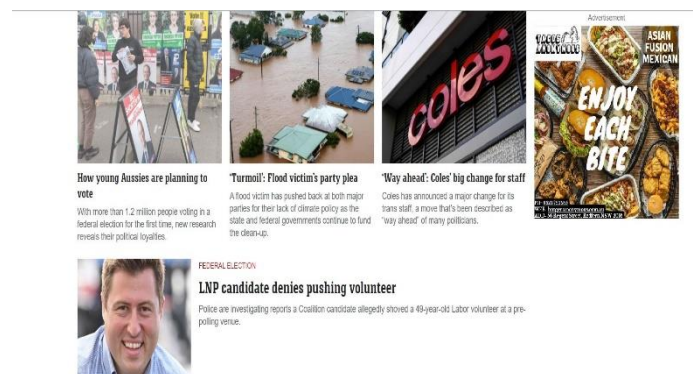 Advertisement
coles
ASIAN
FUSION
MEXICAN
ENJOY
EACH
BITE
How young Aussies are planning to
vote
With more than 1.2 million people voting in a
federal election for the first time, new research
reveals their political loyalties.
'Turmoil': Flood victim's party plea
A flood victim has pushed back at both major
parties for their lack of climate policy as the
state and federal governments continue to fund
the clean-up.
'Way ahead': Coles' big change for staff
Coles has announced a major change for its
trans staff, a move that's been described as
"way ahead" of many politicians.
FEDERAL ELECTION
LNP candidate denies pushing volunteer
Police are investigating reports a Coalition candidate allegedly shoved a 49-year-old Labor volunteer at a pre-
polling venue.